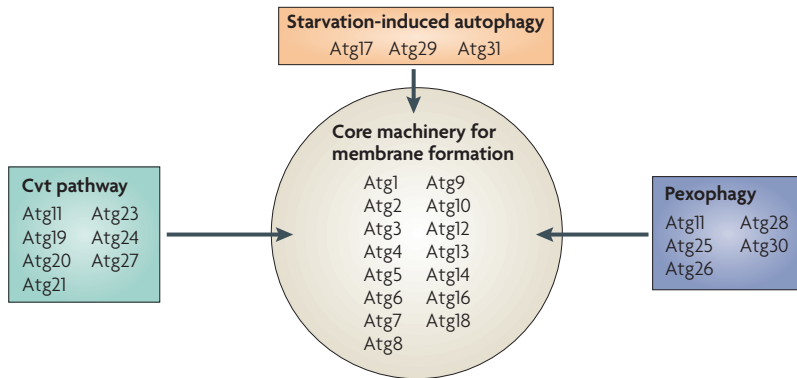 Starvation-induced autophagy
Atg17 Atg29 Atg31
Core machinery for
membrane formation
Atg1 Atg9
Atg2 Atg10
Atg3 Atg12
Atg4 Atg13
Atg5 Atg14
Atg6 Atg16
Atg7 Atg18
Atg8
Cvt pathway
Atg11 Atg23
Atg19 Atg24
Atg20 Atg27
Atg21
Pexophagy
Atg11 Atg28
Atg25 Atg30
Atg26